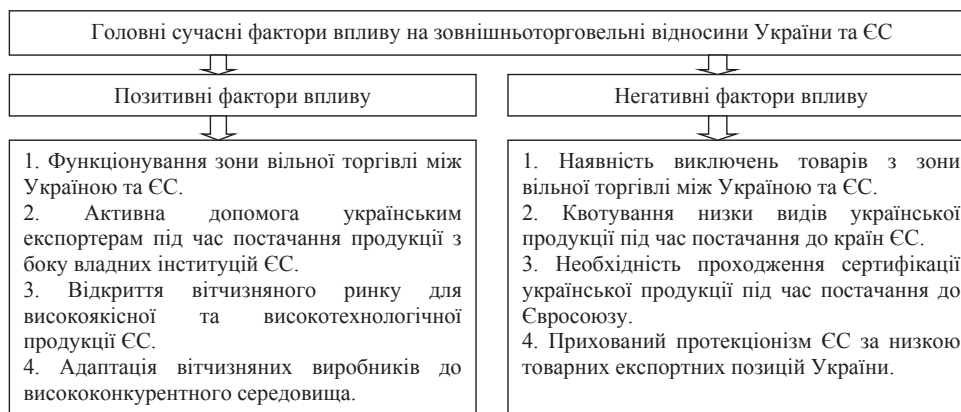 Головні сучасні фактори впливу на зовнішньоторговельні відносини України та ЄС
Позитивні фактори впливу
Негативні фактори впливу
1. Функціонування зони вільної торгівлі між
Україною та ЄС.
2. Активна допомога українським
експортерам під час постачання продукції з
боку владних інституцій ЄС.
3. Відкриття вітчизняного ринку для
високоякісної та високотехнологічної
продукції ЄС.
4. Адаптація вітчизняних виробників до
висококонкурентного середовища.
1. Наявність виключень товарів з зони
вільної торгівлі між Україною та ЄС.
2. Квотування низки видів української
продукції під час постачання до країн ЄС.
3. Необхідність проходження сертифікації
української продукції під час постачання до
Євросоюзу.
4. Прихований протекціонізм ЄС за низкою
товарних експортних позицій України.